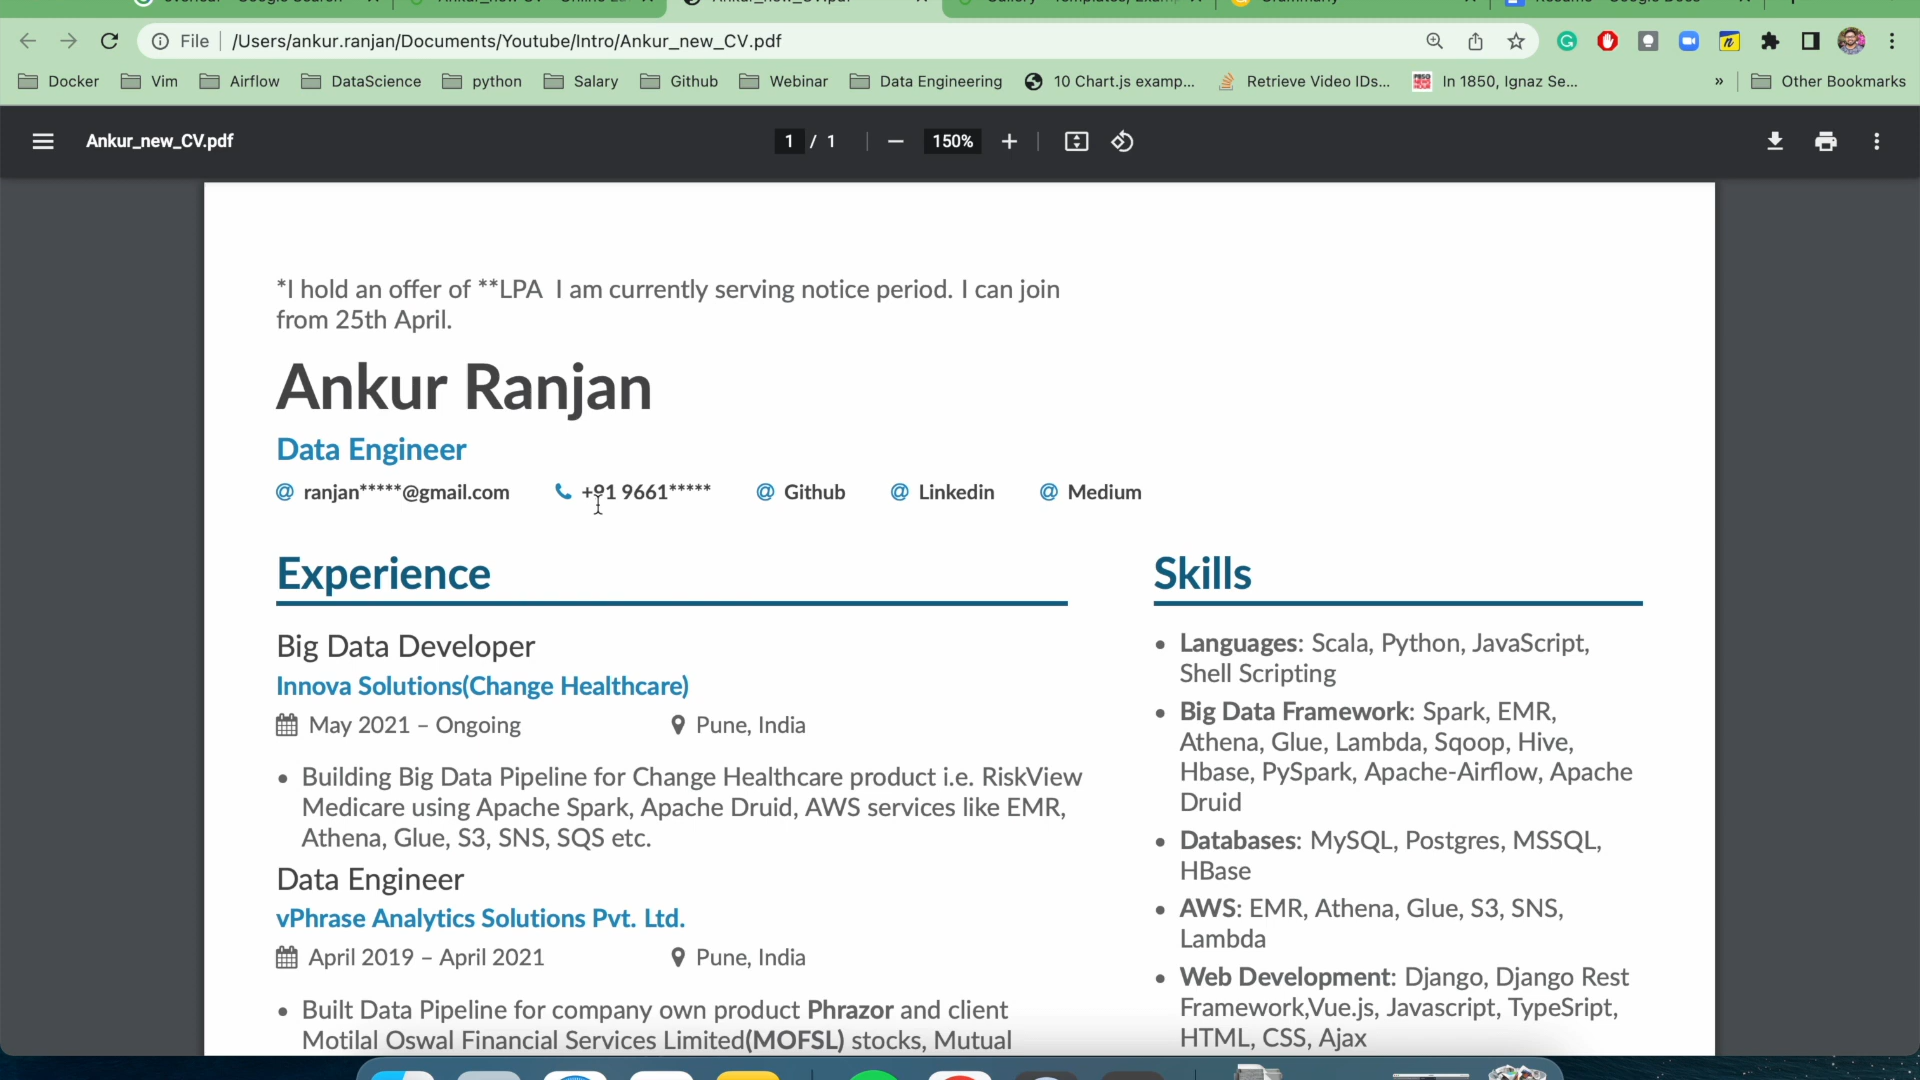 File
/Users/ankur.ranjan/Documents/Youtube/Intro/Ankur_new_CV.pdf
Docker
Vim
Airflow
DataScience
python
Salary
Github
Webinar
Data Engineering
10 Chart.js examp...
Retrieve Video IDs...
In 1850, Ignaz Se...
»
Other Bookmarks
Ankur_new_CV.pdf
1 / 1
150%
*I hold an offer of **LPA I am currently serving notice period. I can join
from 25th April.
Ankur Ranjan
Data Engineer
@ ranjan*****@gmail.com
+91 9661*****
@ Github
@ Linkedin
@ Medium
Experience
Big Data Developer
Innova Solutions(Change Healthcare)
May 2021 – Ongoing
Pune, India
• Building Big Data Pipeline for Change Healthcare product i.e. RiskView
Medicare using Apache Spark, Apache Druid, AWS services like EMR,
Athena, Glue, S3, SNS, SQS etc.
Data Engineer
vPhrase Analytics Solutions Pvt. Ltd.
April 2019 – April 2021
Pune, India
• Built Data Pipeline for company own product Phrazor and client
Motilal Oswal Financial Services Limited(MOFSL) stocks, Mutual
Skills
• Languages: Scala, Python, JavaScript,
Shell Scripting
• Big Data Framework: Spark, EMR,
Athena, Glue, Lambda, Sqoop, Hive,
Hbase, PySpark, Apache-Airflow, Apache
Druid
• Databases: MySQL, Postgres, MSSQL,
HBase
• AWS: EMR, Athena, Glue, S3, SNS,
Lambda
• Web Development: Django, Django Rest
Framework,Vue.js, Javascript, TypeSript,
HTML, CSS, Ajax